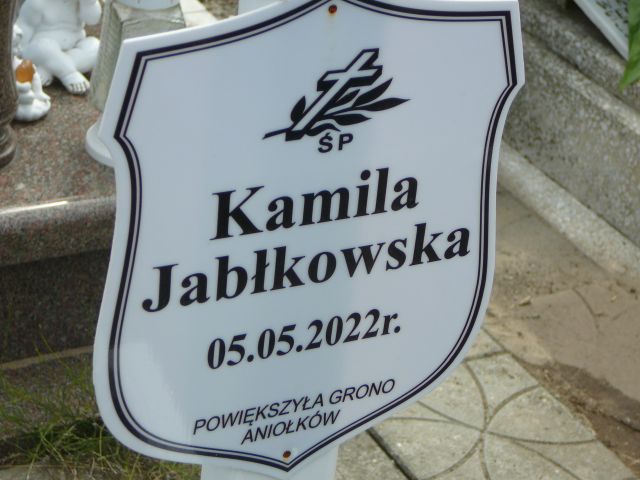 ŚP
Kamila
Jabłkowska
05.05.2022r.
POWIĘKSZYŁA GRONO
ANIOŁKÓW